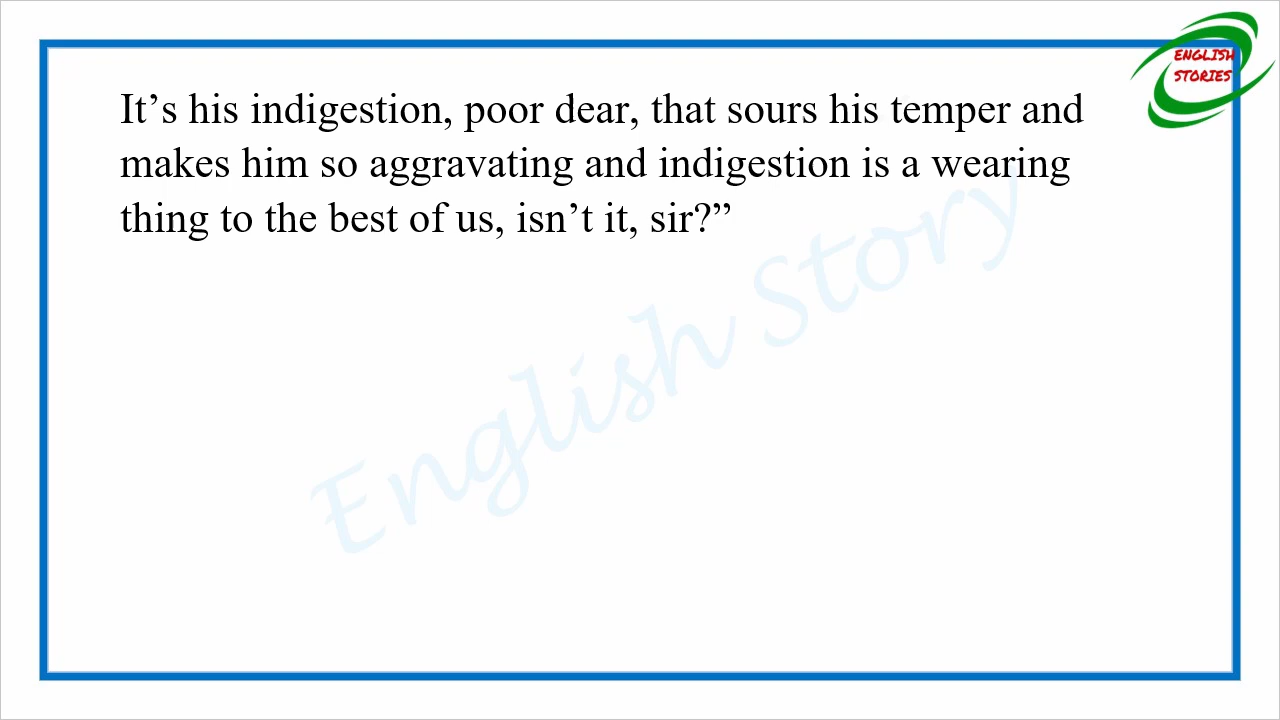 ENGLISH
STORIES
It’s his indigestion, poor dear, that sours his temper and
makes him so aggravating and indigestion is a wearing
thing to the best of us, isn’t it, sir?”
English Story